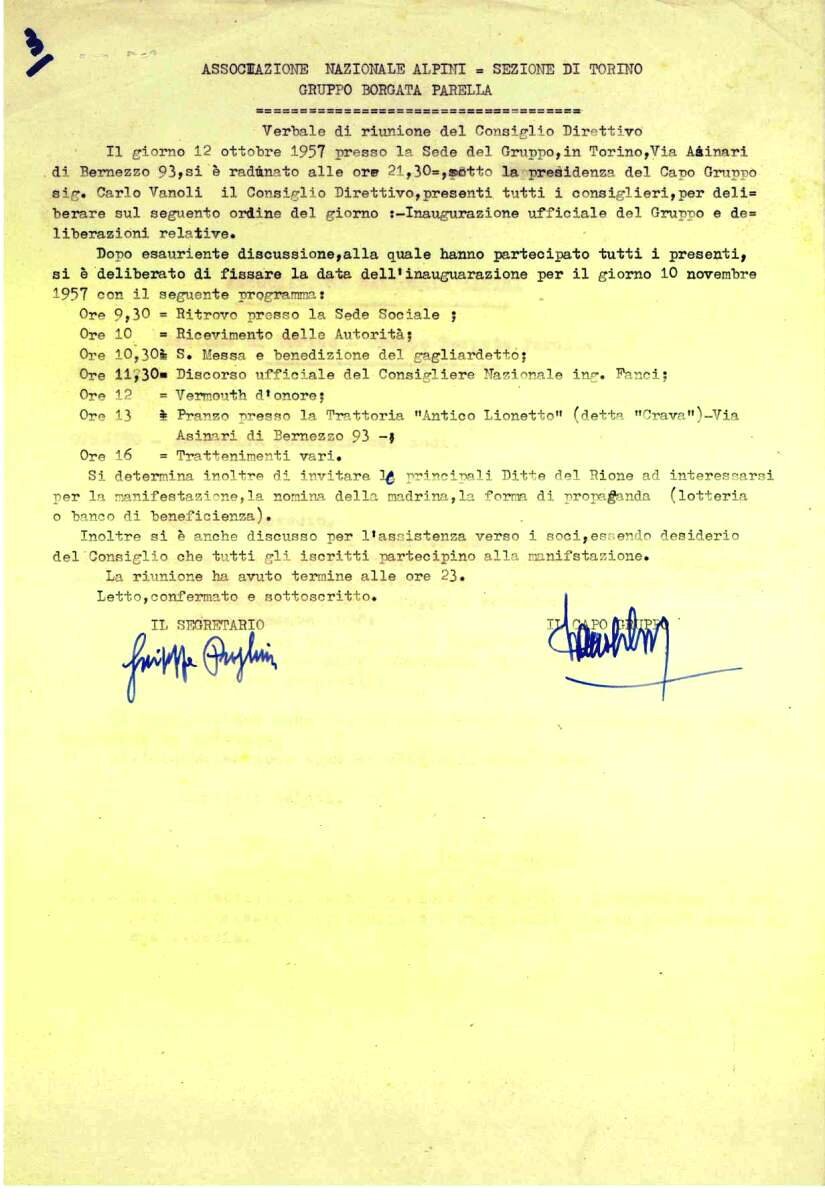 3
ASSOCIAZIONE NAZIONALE ALPINI = SEZIONE DI TORINO
GRUPPO BORGATA PARELLA
=====================================
Verbale di riunione del Consiglio Direttivo
Il giorno 12 ottobre 1957 presso la Sede del Gruppo,in Torino,Via Asinari
di Bernezzo 93,si è radunato alle ore 21,30=,sotto la presidenza del Capo Gruppo
sig. Carlo Vanoli il Consiglio Direttivo,presenti tutti i consiglieri,per deli=
berare sul seguento ordine del giorno :-Inaugurazione ufficiale del Gruppo e de=
liberazioni relative.
Dopo esauriente discussione,alla quale hanno partecipato tutti i presenti,
si è deliberato di fissare la data dell'inauguarazione per il giorno 10 novembre
1957 con il seguente programma:
Ore 9,30 = Ritrovo presso la Sede Sociale ;
Ore 10 = Ricevimento delle Autorità;
Ore 10,30= S. Messa e benedizione del gagliardetto;
Ore 11,30= Discorso ufficiale del Consigliere Nazionale ing. Fanci;
Ore 12 = Vermouth d'onore;
Ore 13 = Pranzo presso la Trattoria "Antico Lionetto" (detta "Crava")-Via
Asinari di Bernezzo 93 -;
Ore 16 = Trattenimenti vari.
Si determina inoltre di invitare le principali Ditte del Rione ad interessarsi
per la manifestazione,la nomina della madrina,la forma di propaganda (lotteria
o banco di beneficienza).
Inoltre si è anche discusso per l'assistenza verso i soci,essendo desiderio
del Consiglio che tutti gli iscritti partecipino alla manifstazione.
La riunione ha avuto termine alle ore 23.
Letto,confermato e sottoscritto.
IL SEGRETARIO IL CAPO GRUPPO
Giuseppe